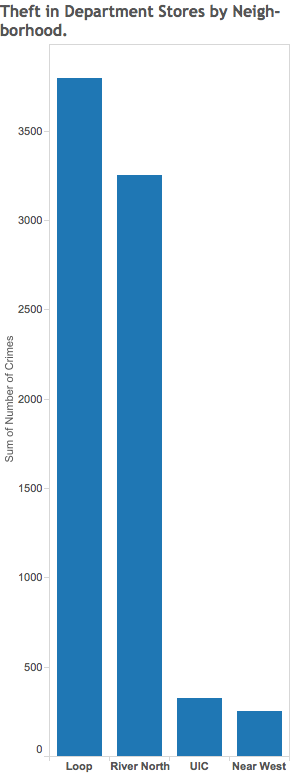 Theft in Department Stores by Neigh-
borhood.
3500
3000
2500
2000
1500
1000
500
0
Sum of Number of Crimes
Loop River North UIC Near West